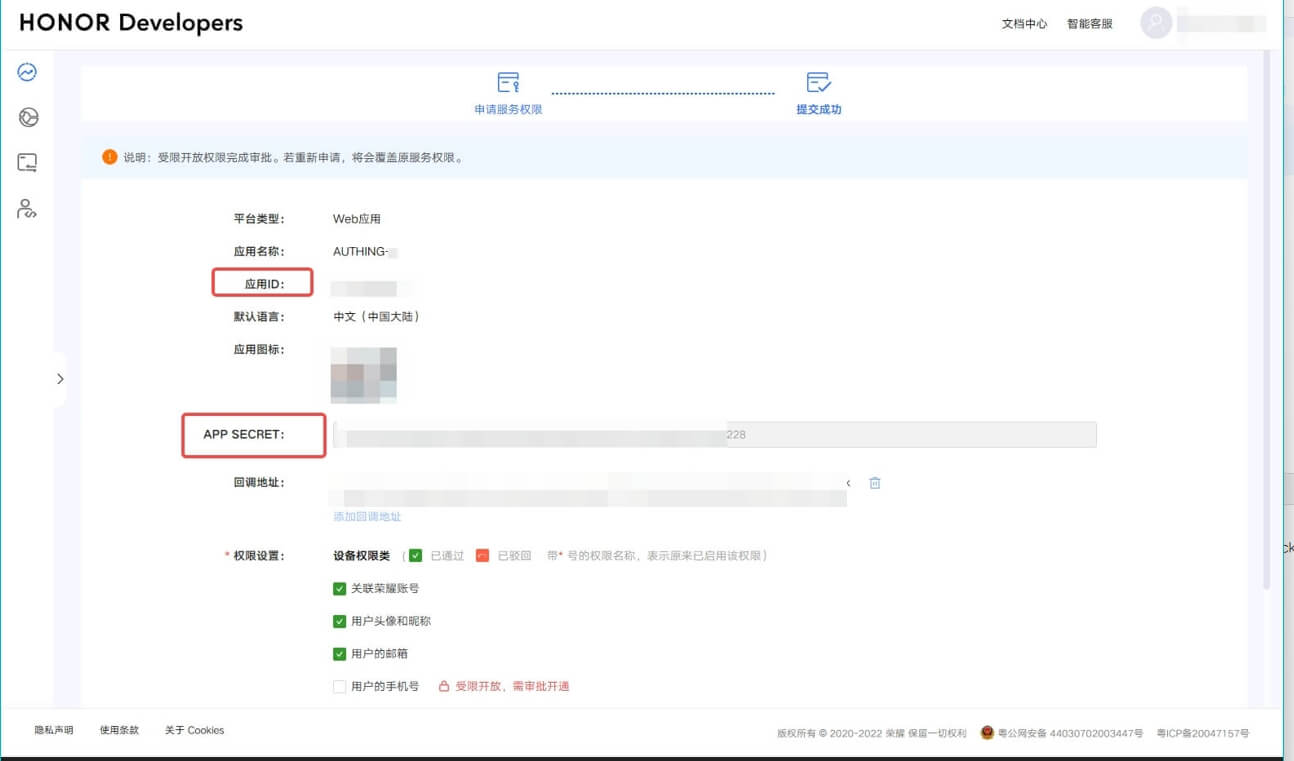 HONOR Developers
文档中心 智能客服
申请服务权限 提交成功
说明：受限开放权限完成审批。若重新申请，将会覆盖原服务权限。
平台类型： Web应用
应用名称： AUTHING-
应用ID：
默认语言： 中文（中国大陆）
应用图标：
APP SECRET： 228
回调地址：
添加回调地址
* 权限设置： 设备权限类 （ 已通过 已驳回 带* 号的权限名称，表示原来已启用该权限）
关联荣耀账号
用户头像和昵称
用户的邮箱
用户的手机号 受限开放，需审批开通
隐私声明 使用条款 关于 Cookies 版权所有 © 2020-2022 荣耀 保留一切权利 粤公网安备 44030702003447号 粤ICP备20047157号